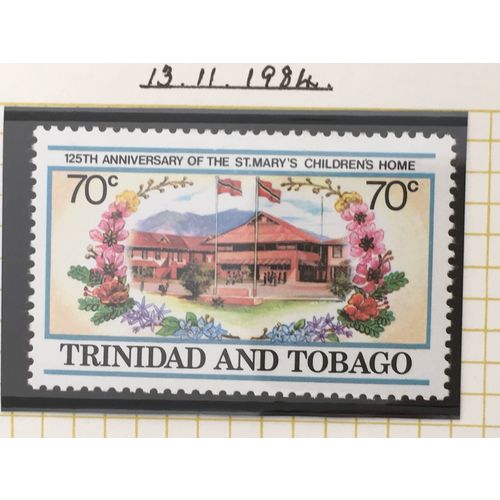 13.11.1984.
125TH ANNIVERSARY OF THE ST.MARY'S CHILDREN'S HOME
70c 70c
TRINIDAD AND TOBAGO